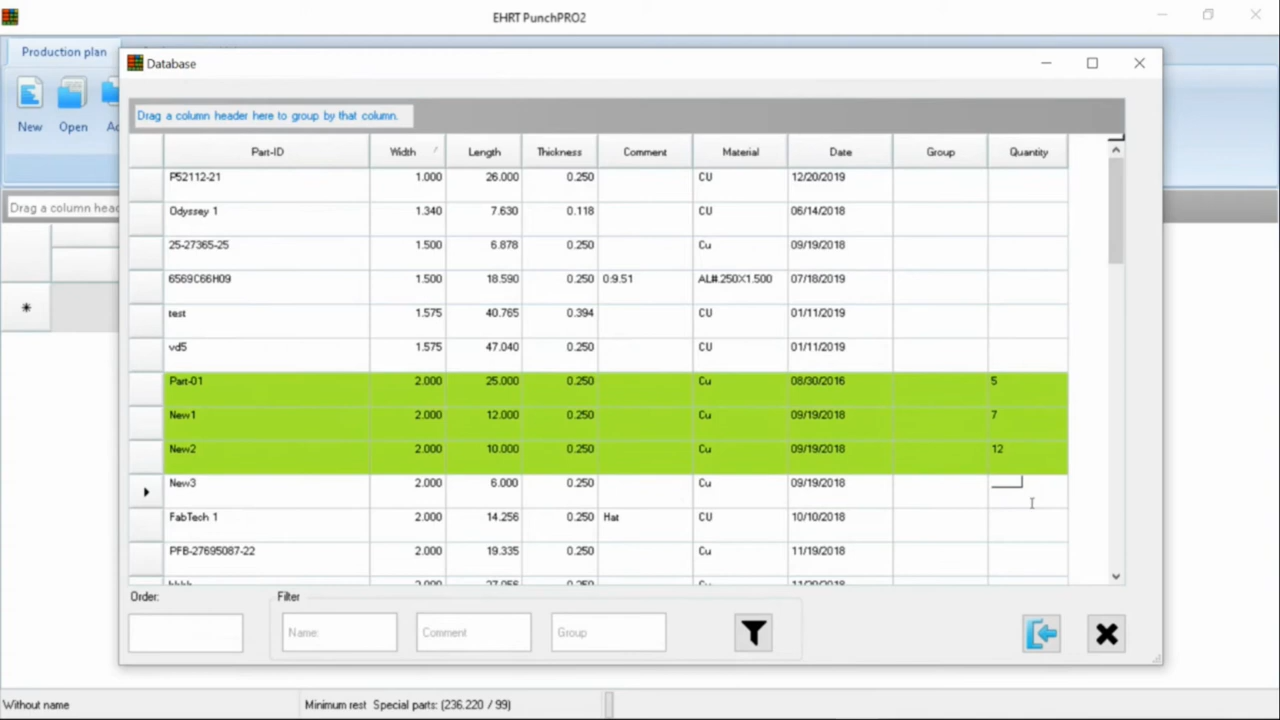 EHRT PunchPRO2
Production plan
Database
New Open
Drag a column header here to group by that column.
Drag a column hea
Part-ID Width Length Thickness Comment Material Date Group Quantity
P52112-21 1.000 26.000 0.250 CU 12/20/2019
Odyssey 1 1.340 7.630 0.118 CU 06/14/2018
25-27365-25 1.500 6.878 0.250 Cu 09/19/2018
6569C66H09 1.500 18.590 0.250 0:9.51 AL#.250X1.500 07/18/2019
test 1.575 40.765 0.394 CU 01/11/2019
vd5 1.575 47.040 0.250 CU 01/11/2019
Part-01 2.000 25.000 0.250 Cu 08/30/2016 5
New1 2.000 12.000 0.250 Cu 09/19/2018 7
New2 2.000 10.000 0.250 Cu 09/19/2018 12
New3 2.000 6.000 0.250 Cu 09/19/2018
FabTech 1 2.000 14.256 0.250 Hat CU 10/10/2018
PFB-27695087-22 2.000 19.335 0.250 Cu 11/19/2018
Order: Filter
Name: Comment Group
Without name Minimum rest Special parts: (236.220 / 99)